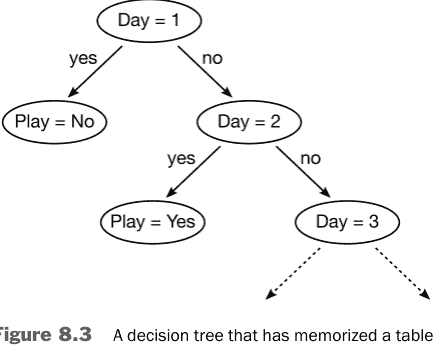 Day = 1
yes
no
Play = No
Day = 2
yes
no
Play = Yes
Day = 3
Figure 8.3 A decision tree that has memorized a table